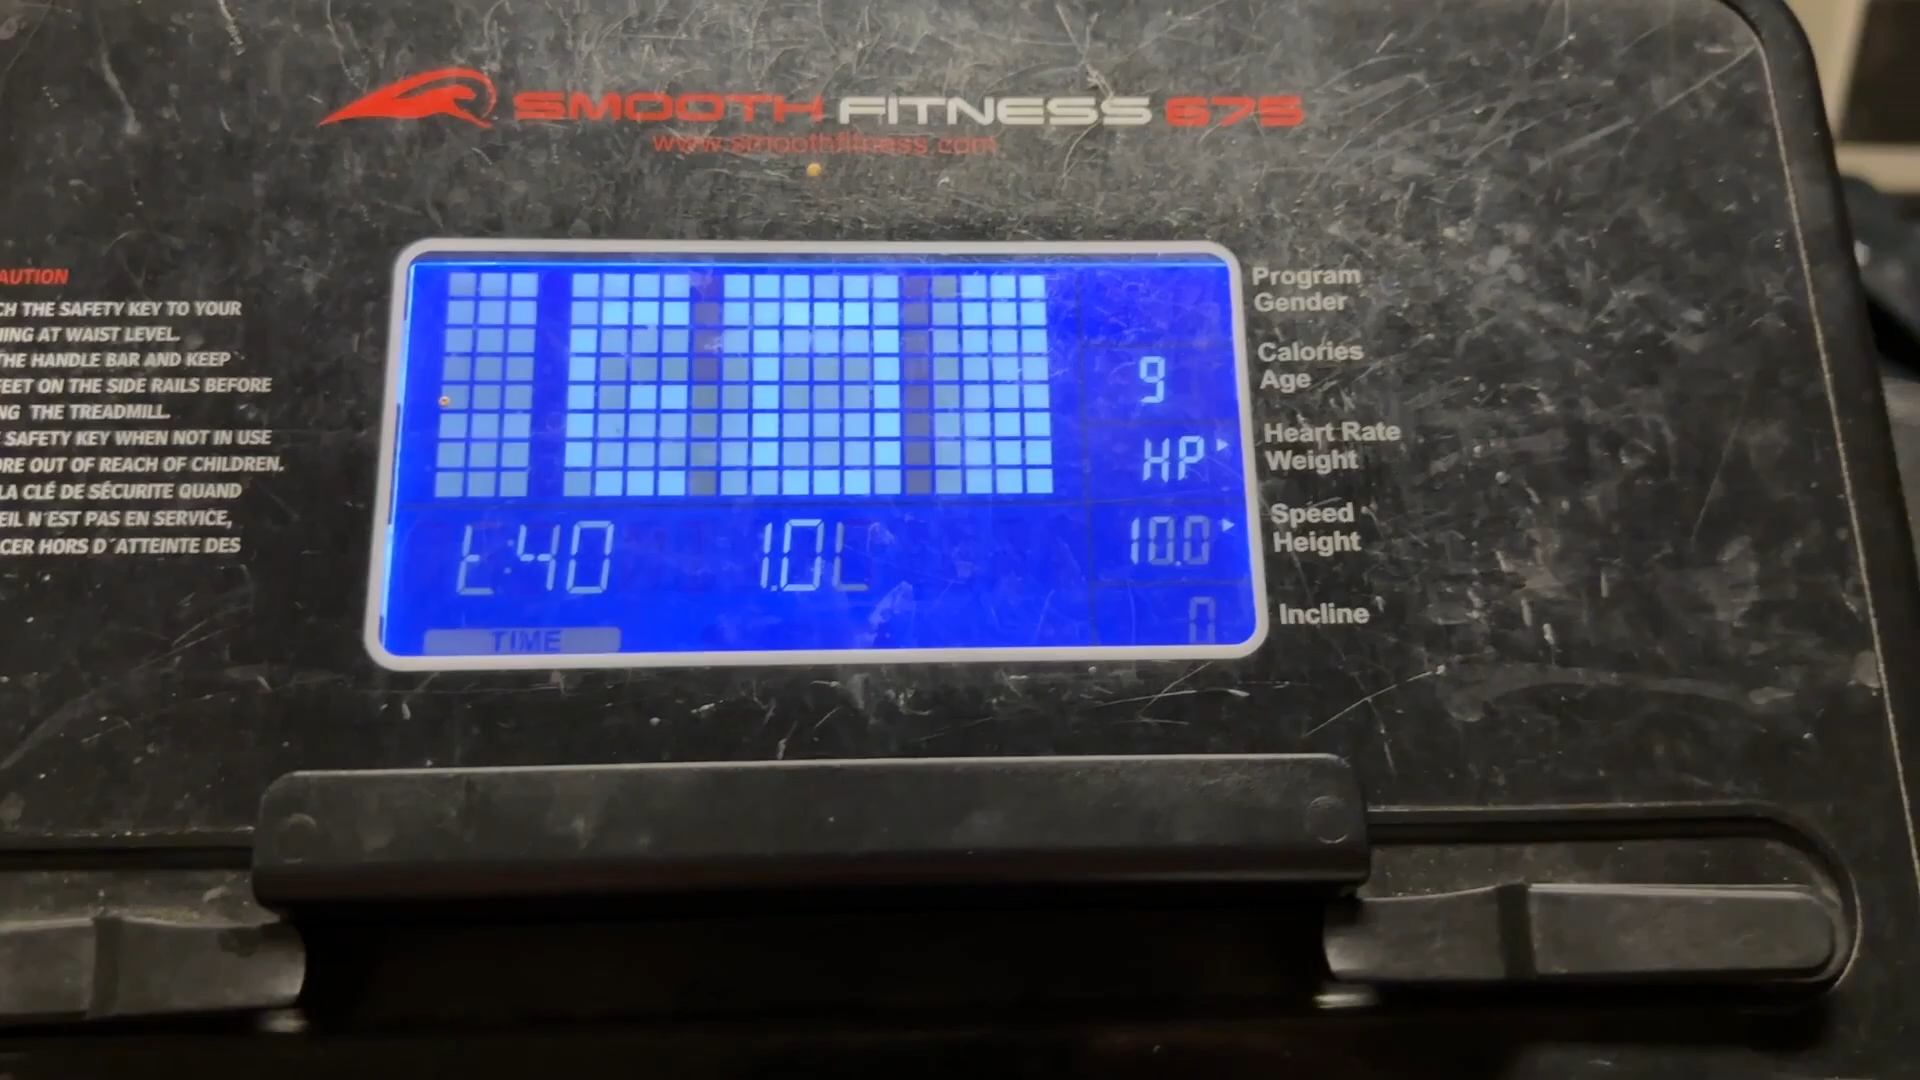 SMOOTH FITNESS 675
www.smoothfitness.com
AUTION
CH THE SAFETY KEY TO YOUR
HING AT WAIST LEVEL.
THE HANDLE BAR AND KEEP
FEET ON THE SIDE RAILS BEFORE
NG THE TREADMILL.
SAFETY KEY WHEN NOT IN USE
ORE OUT OF REACH OF CHILDREN.
LA CLÉ DE SÉCURITE QUAND
EIL N'EST PAS EN SERVICE,
CER HORS D'ATTEINTE DES
Program
Gender
Calories
Age
9
Heart Rate
Weight
HP
Speed
Height
10.0
Incline
0
TIME